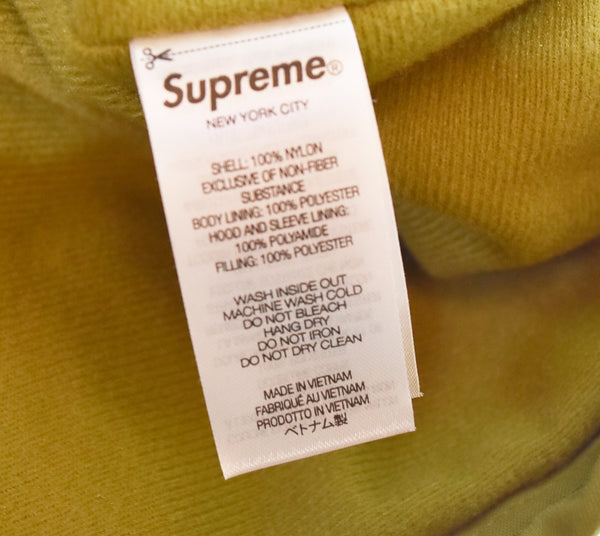 Supreme®
NEW YORK CITY
SHELL: 100% NYLON
EXCLUSIVE OF NON-FIBER
SUBSTANCE
BODY LINING: 100% POLYESTER
HOOD AND SLEEVE LINING:
100% POLYAMIDE
FILLING: 100% POLYESTER
WASH INSIDE OUT
MACHINE WASH COLD
DO NOT BLEACH
HANG DRY
DO NOT IRON
DO NOT DRY CLEAN
MADE IN VIETNAM
FABRIQUÉ AU VIETNAM
PRODOTTO IN VIETNAM
ベトナム製